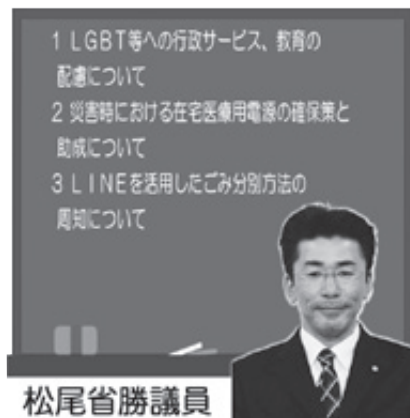 1 LGBT等への行政サービス、教育の
配慮について
2 災害時における在宅医療用電源の確保策と
助成について
3 LINEを活用したごみ分別方法の
周知について
松尾省勝議員